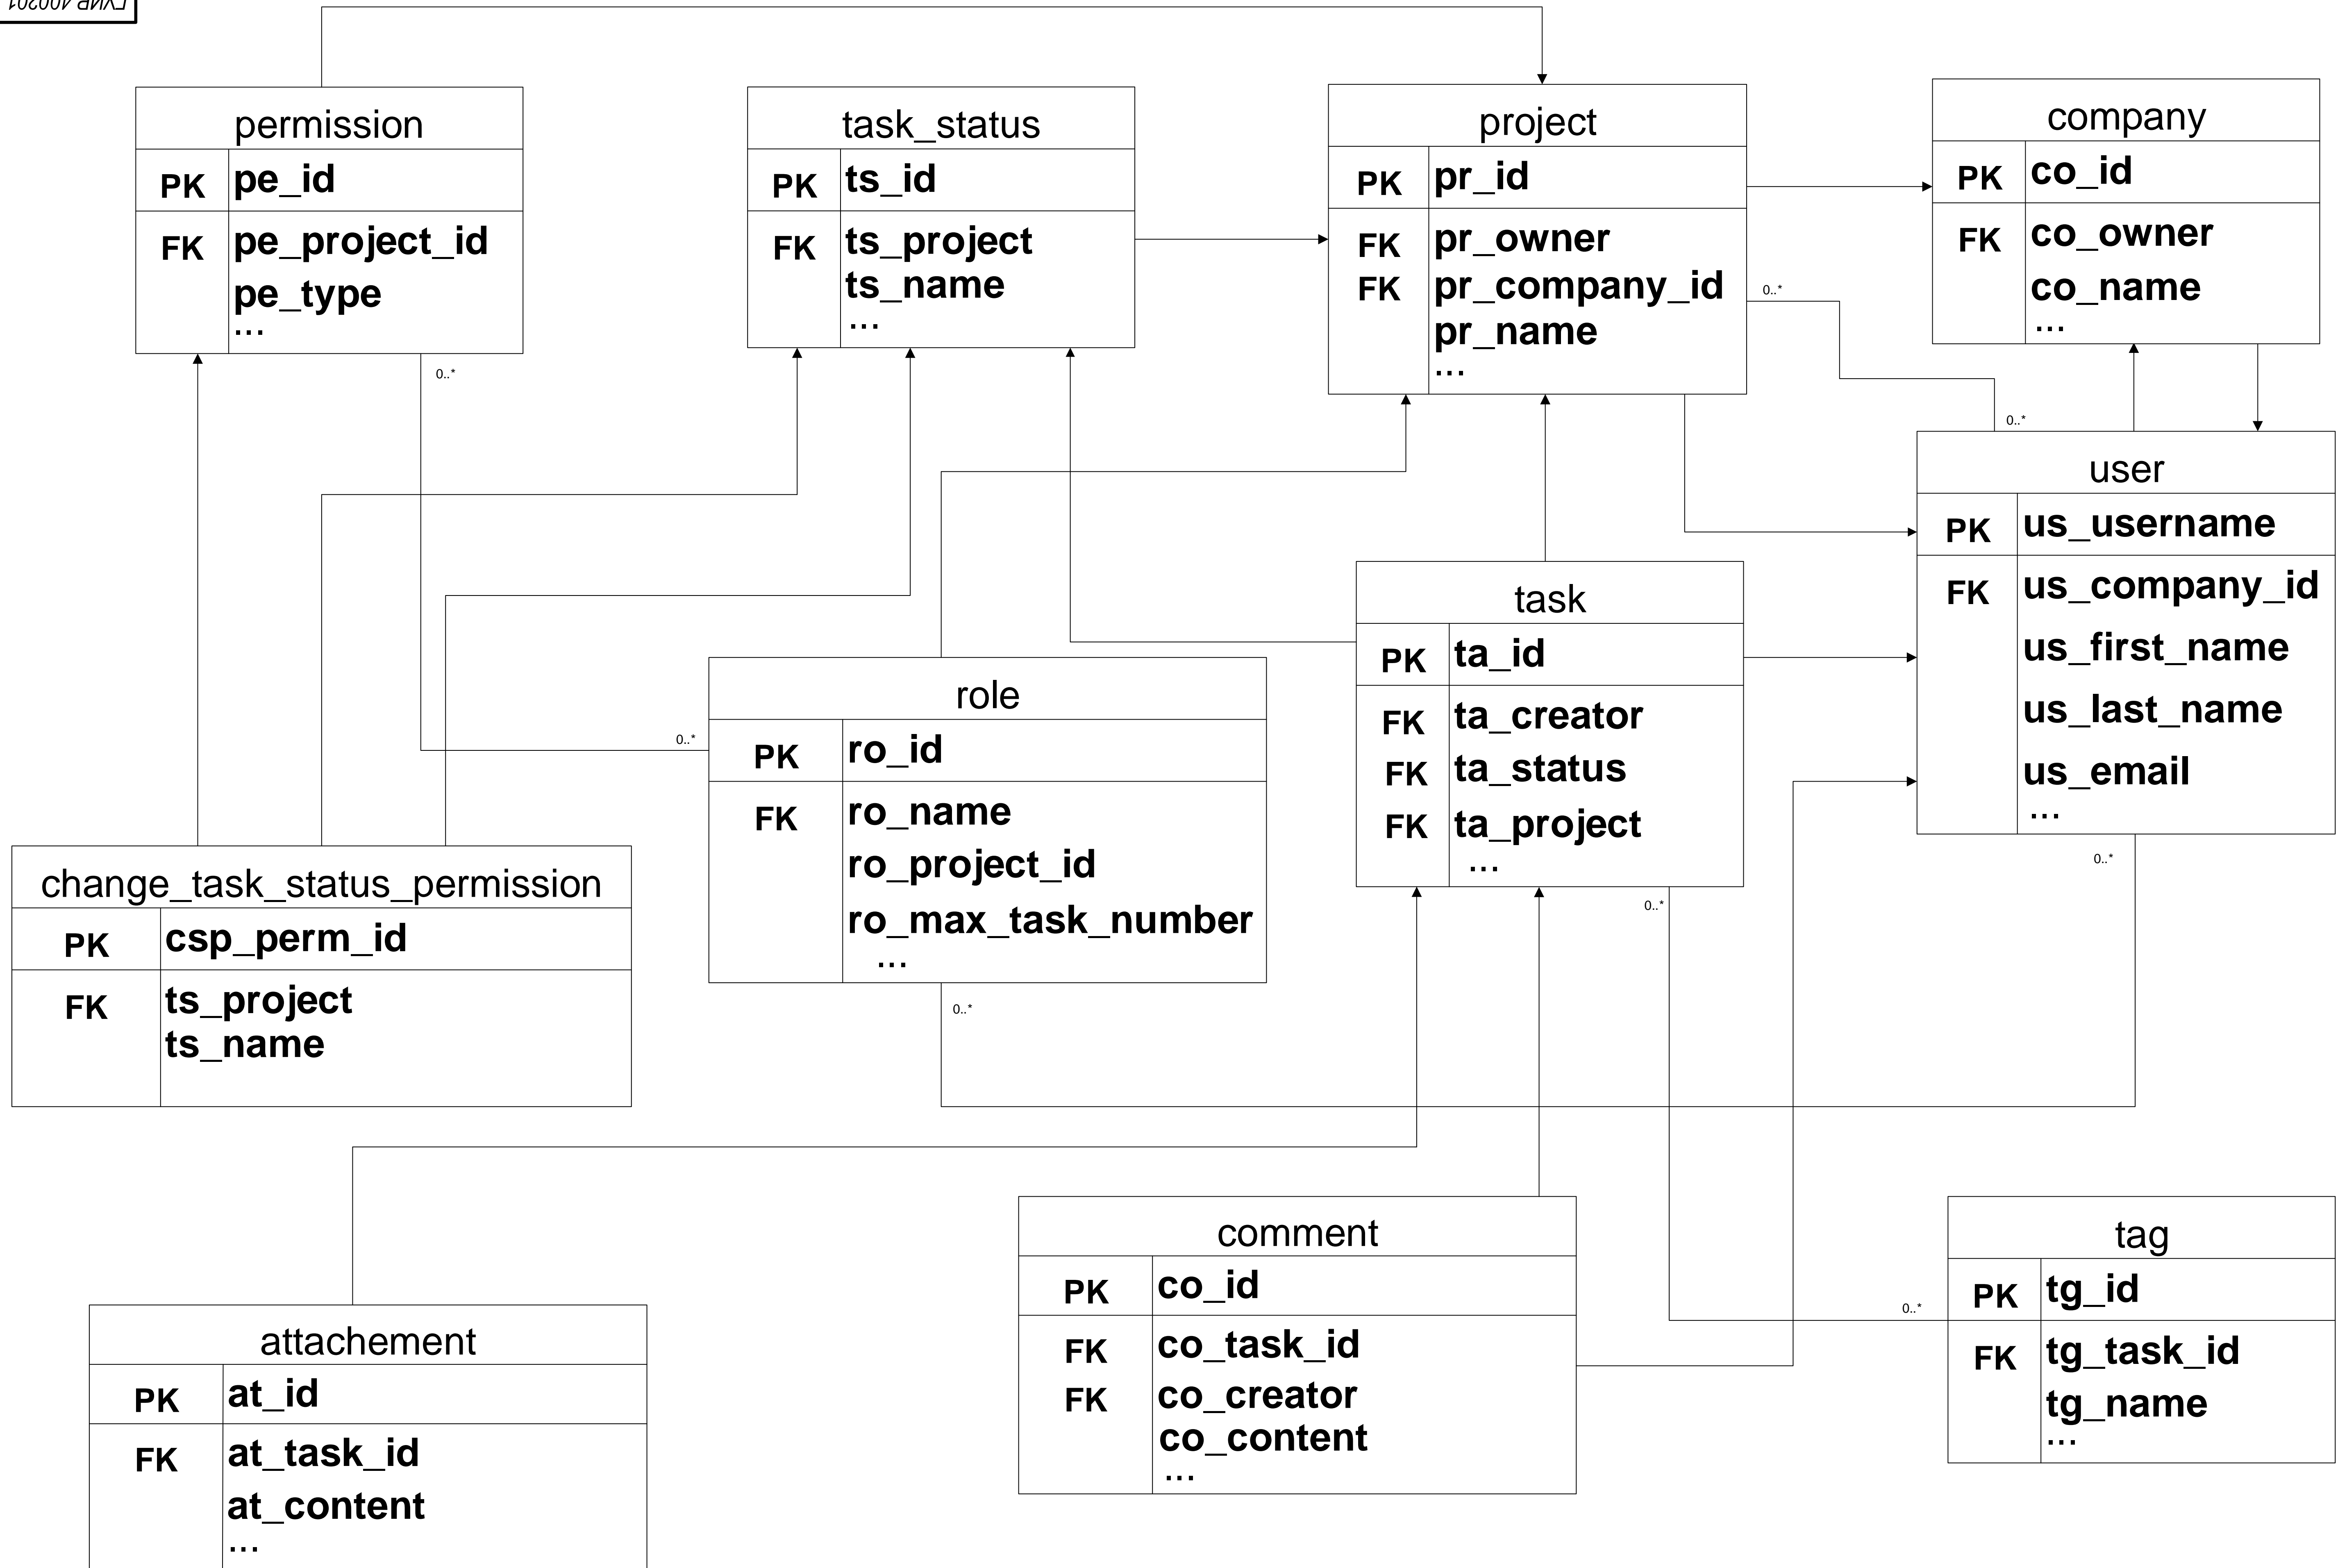 ГУИР.400201
permission
PK pe_id
FK pe_project_id
pe_type
...
0..*
task_status
PK ts_id
FK ts_project
ts_name
...
project
PK pr_id
FK pr_owner
FK pr_company_id
pr_name
...
0..*
company
PK co_id
FK co_owner
co_name
...
0..*
user
PK us_username
FK us_company_id
us_first_name
us_last_name
us_email
...
0..*
task
PK ta_id
FK ta_creator
FK ta_status
FK ta_project
...
0..*
role
0..*
PK ro_id
FK ro_name
ro_project_id
ro_max_task_number
...
0..*
change_task_status_permission
PK csp_perm_id
FK ts_project
ts_name
comment
PK co_id
FK co_task_id
FK co_creator
co_content
...
tag
PK tg_id
0..*
FK tg_task_id
tg_name
...
attachement
PK at_id
FK at_task_id
at_content
...